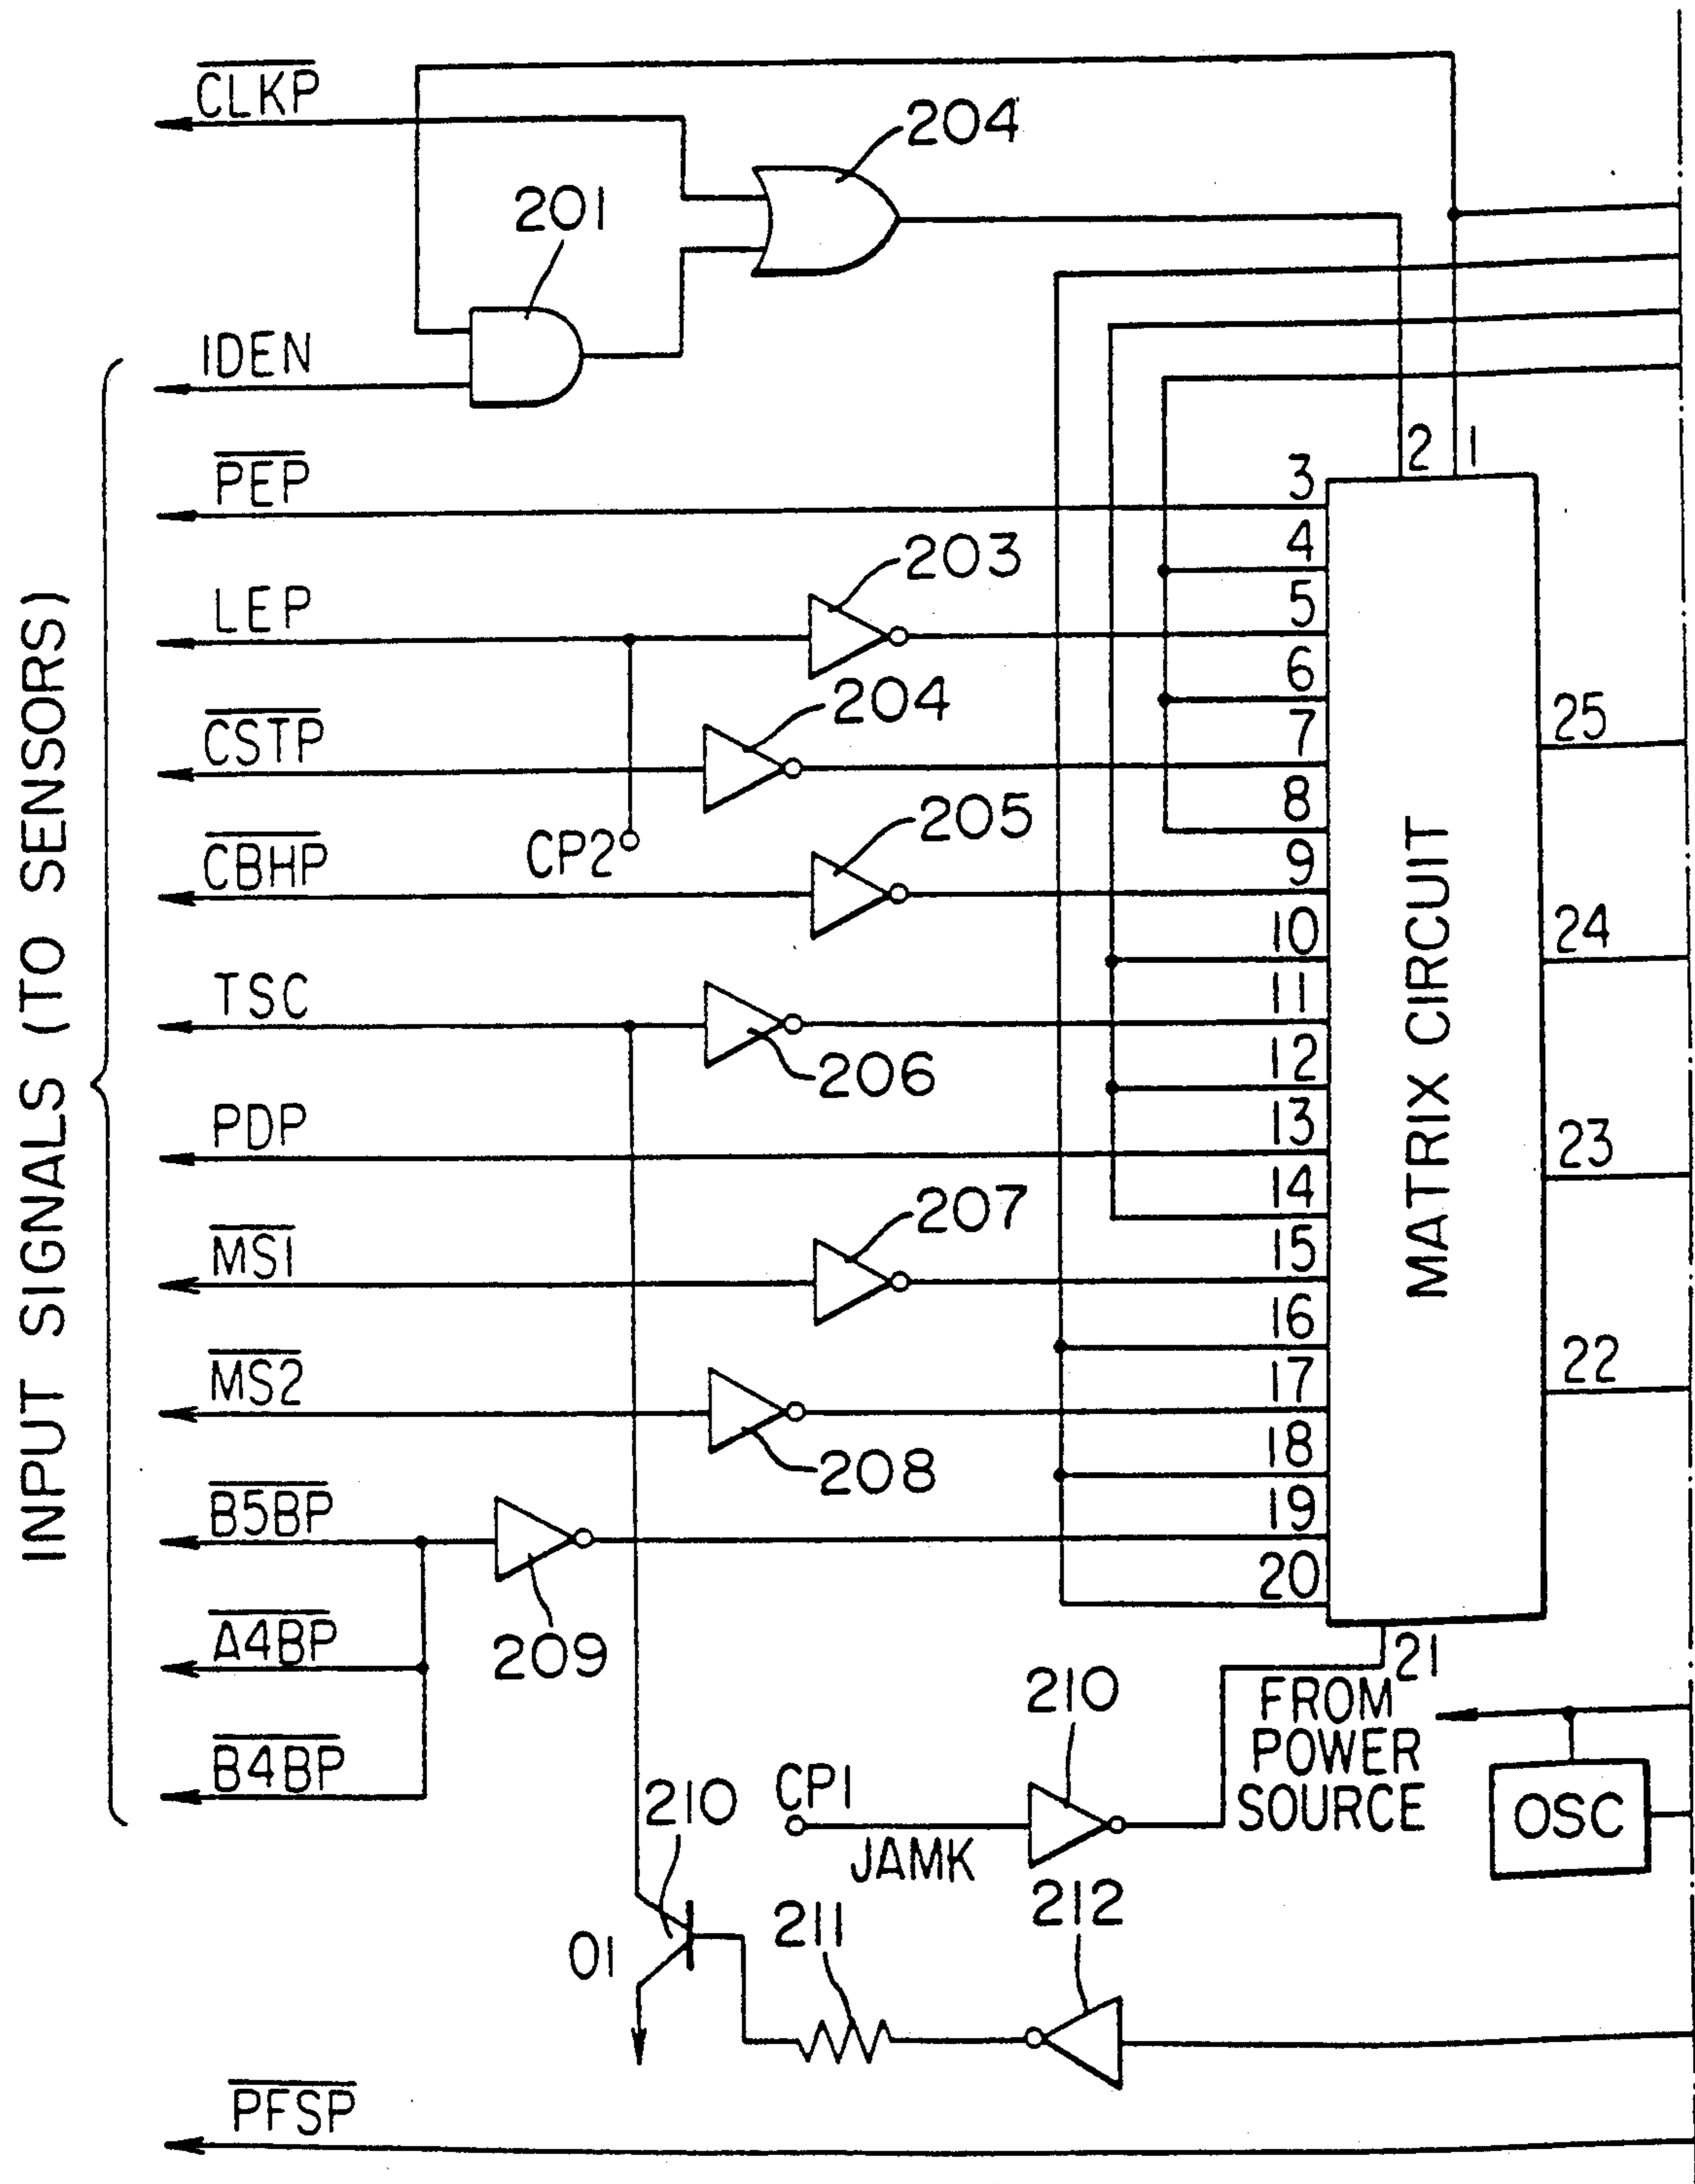 CLKP
204
201
IDEN
2 1
PEP
3
4
203
5
LEP
6
204
CSTP
7
25
8
205
CP2
CBHP
9
10
24
TSC
11
206
12
PDP
13
23
14
207
MS1
15
16
22
MS2
17
208
18
B5BP
19
20
209
A4BP
21
210
FROM
POWER
SOURCE
B4BP
210
CP1
JAMK
OSC
212
211
01
PFSP
INPUT SIGNALS (TO SENSORS)
MATRIX CIRCUIT